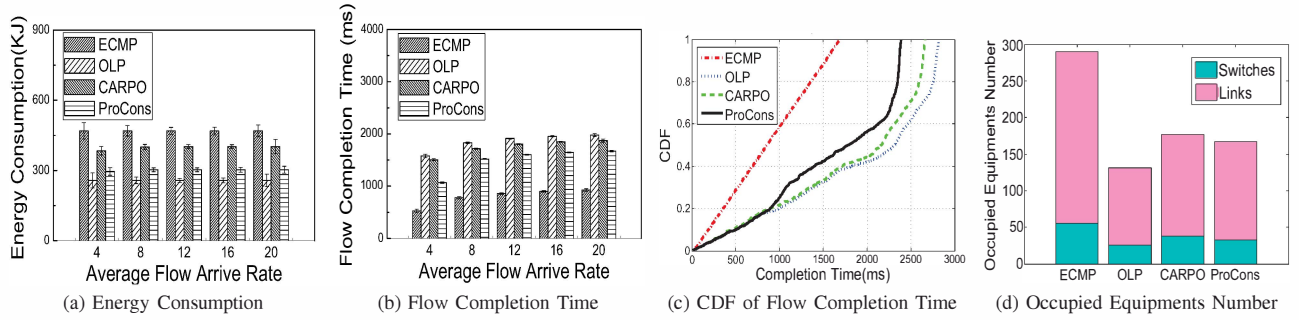 Energy Consumption(KJ)
900
600
300
0
ECMP
OLP
CARPO
ProCons
4 8 12 16 20
Average Flow Arrive Rate
(a) Energy Consumption
Flow Completion Time (ms)
4000
3000
2000
1000
0
ECMP
OLP
CARPO
ProCons
4 8 12 16 20
Average Flow Arrive Rate
(b) Flow Completion Time
CDF
1
0.8
0.6
0.4
0.2
0
ECMP
OLP
CARPO
ProCons
0 500 1000 1500 2000 2500 3000
Completion Time(ms)
(c) CDF of Flow Completion Time
Occupied Equipments Number
300
250
200
150
100
50
0
Switches
Links
ECMP OLP CARPO ProCons
(d) Occupied Equipments Number